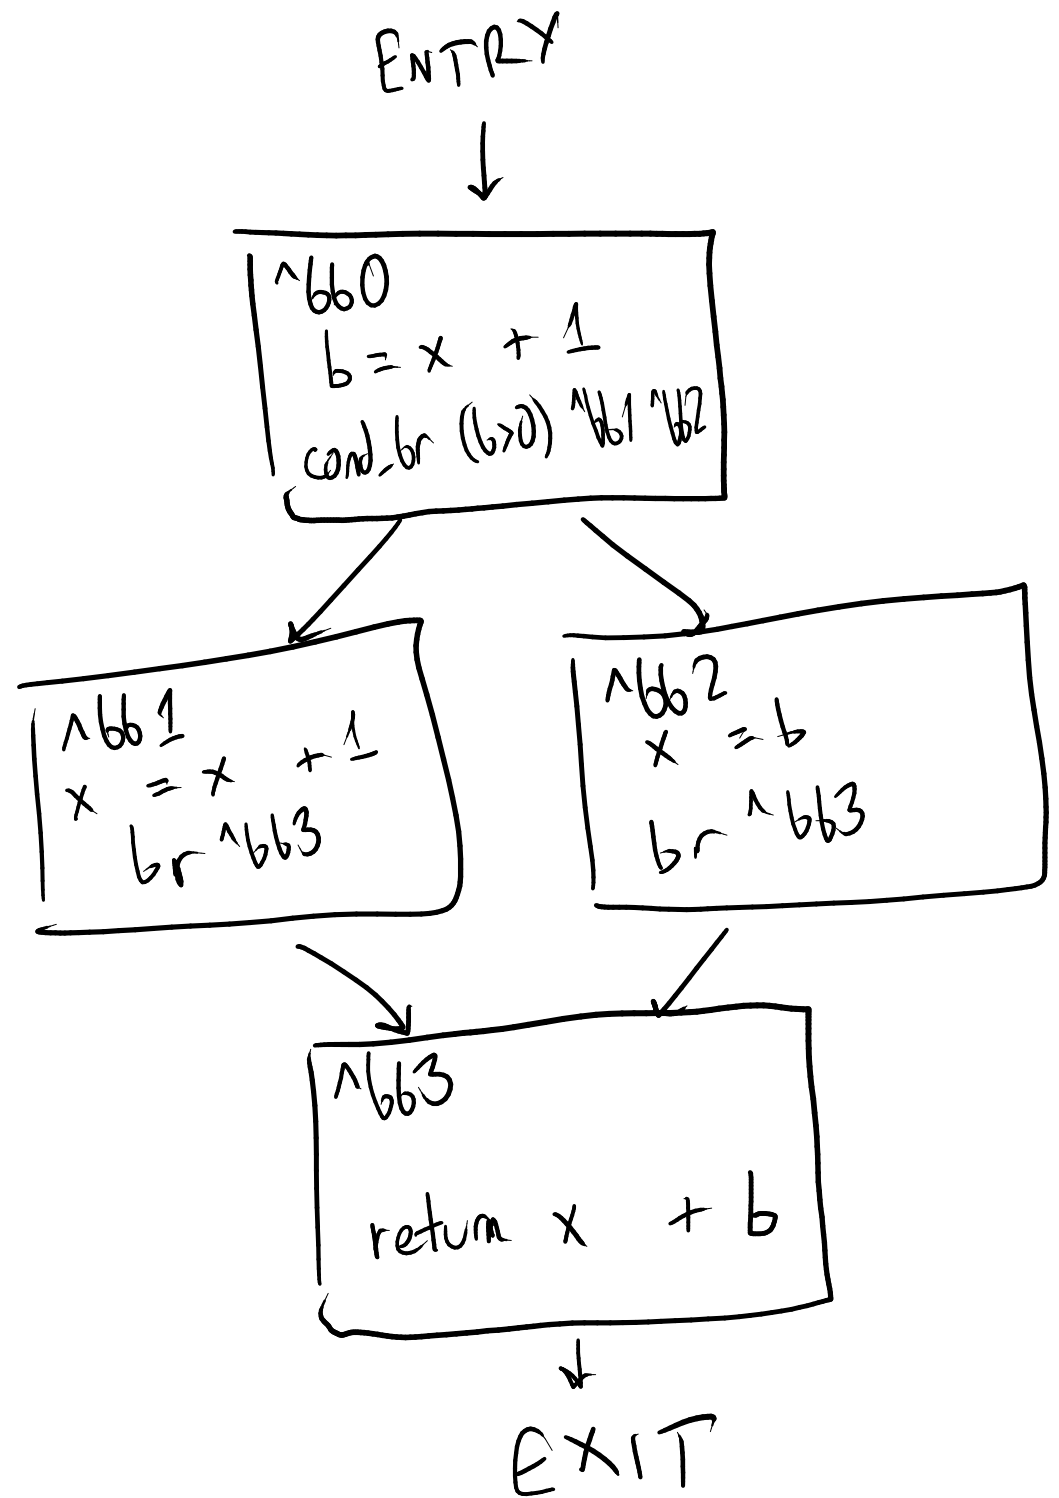 ENTRY
^bb0
b = x + 1
cond_br (b>0) ^bb1 ^bb2
^bb1
x = x + 1
br ^bb3
^bb2
x = b
br ^bb3
^bb3
return x + b
EXIT